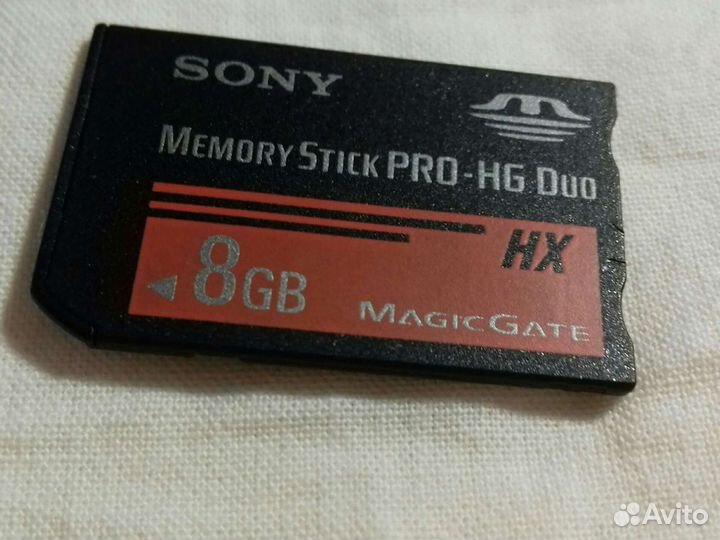 SONY
MEMORY STICK PRO-HG DUO
HX
8GB
MAGICGATE
Avito